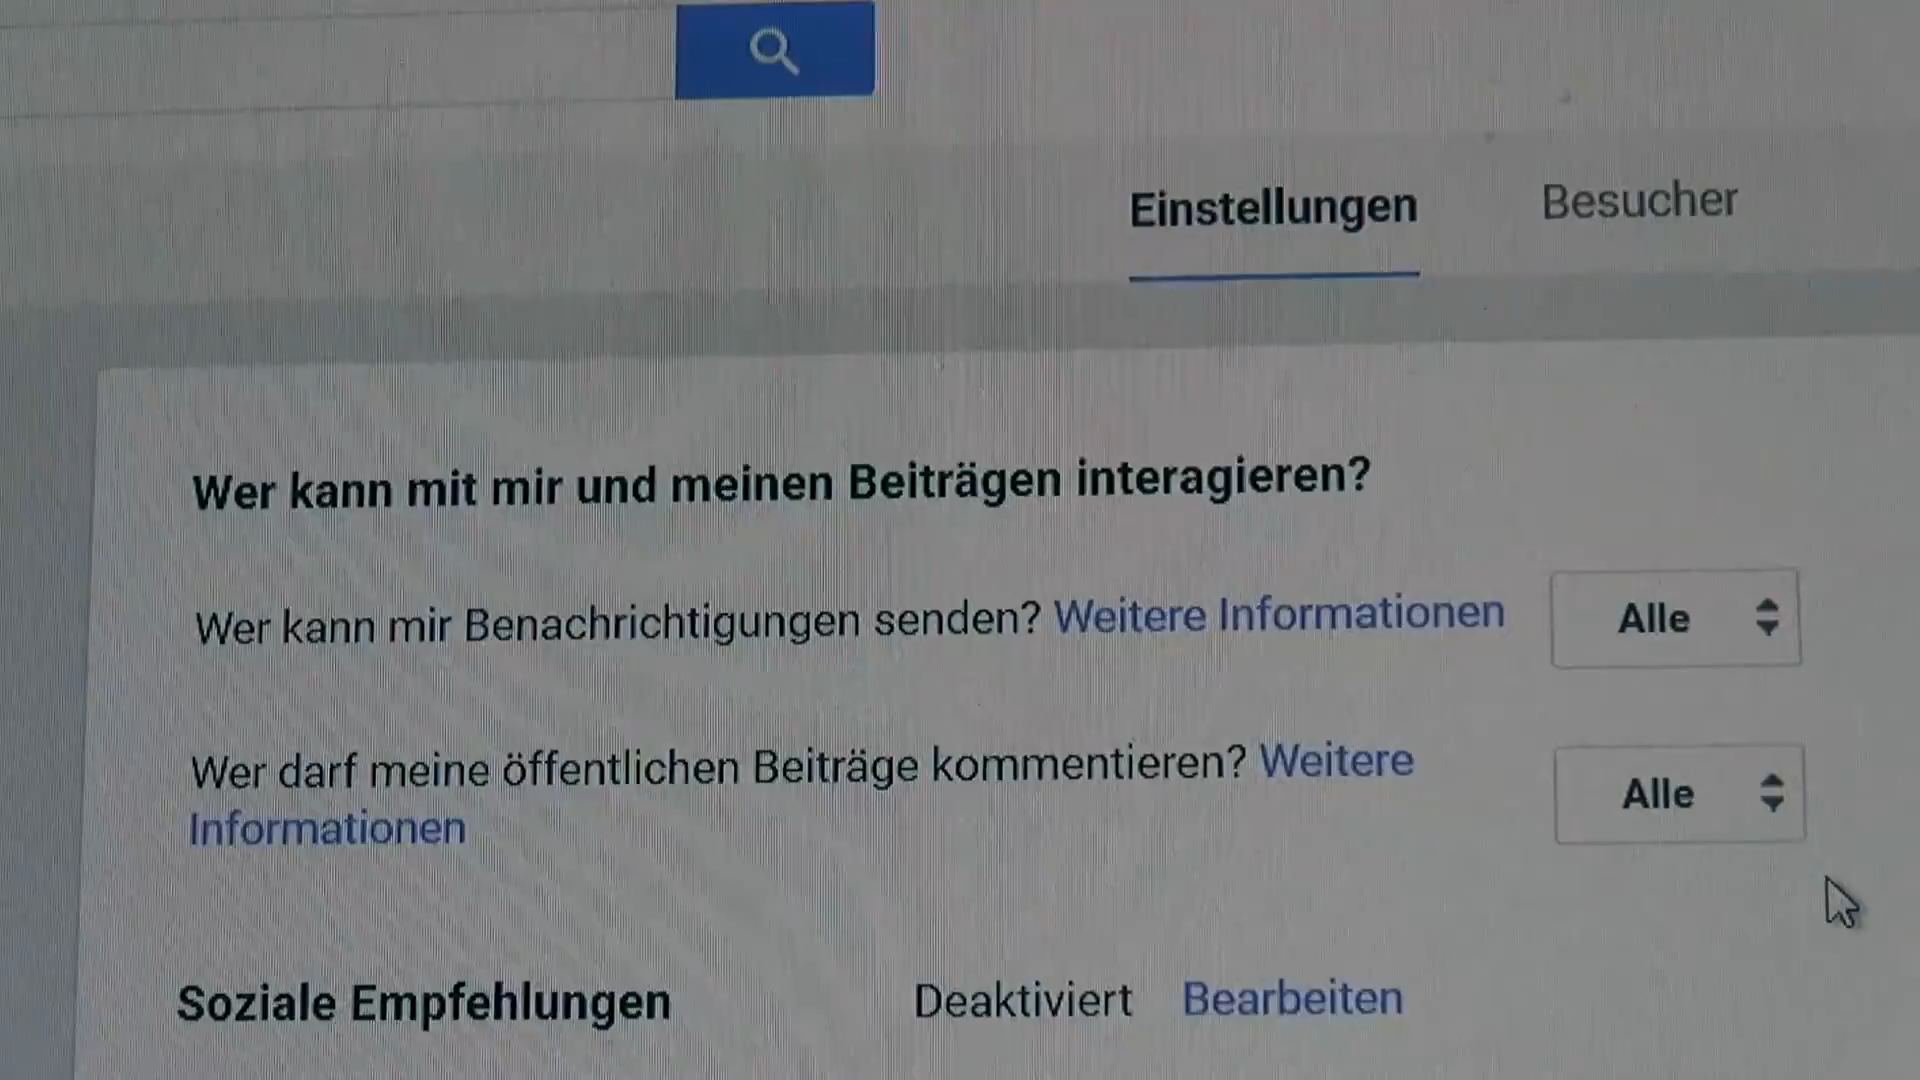 Einstellungen Besucher
Wer kann mit mir und meinen Beiträgen interagieren?
Wer kann mir Benachrichtigungen senden? Weitere Informationen Alle
Wer darf meine öffentlichen Beiträge kommentieren? Weitere
Informationen
Alle
Soziale Empfehlungen Deaktiviert Bearbeiten